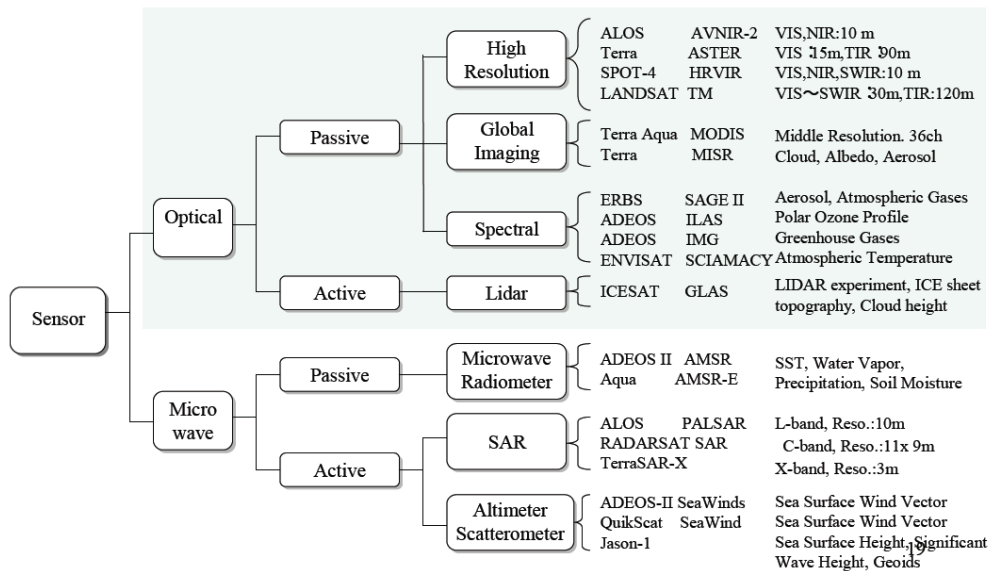 Sensor
Optical
Passive
High
Resolution
ALOS AVNIR-2 VIS,NIR:10 m
Terra ASTER VIS :15m,TIR :90m
SPOT-4 HRVIR VIS,NIR,SWIR:10 m
LANDSAT TM VIS〜SWIR :30m,TIR:120m
Global
Imaging
Terra Aqua MODIS Middle Resolution. 36ch
Terra MISR Cloud, Albedo, Aerosol
Spectral
ERBS SAGE II Aerosol, Atmospheric Gases
ADEOS ILAS Polar Ozone Profile
ADEOS IMG Greenhouse Gases
ENVISAT SCIAMACY Atmospheric Temperature
Active
Lidar
ICESAT GLAS LIDAR experiment, ICE sheet
topography, Cloud height
Micro
wave
Passive
Microwave
Radiometer
ADEOS II AMSR SST, Water Vapor,
Aqua AMSR-E Precipitation, Soil Moisture
Active
SAR
ALOS PALSAR L-band, Reso.:10m
RADARSAT SAR C-band, Reso.:11x 9m
TerraSAR-X X-band, Reso.:3m
Altimeter
Scatterometer
ADEOS-II SeaWinds Sea Surface Wind Vector
QuikScat SeaWind Sea Surface Wind Vector
Jason-1 Sea Surface Height, Significant
Wave Height, Geoids
19